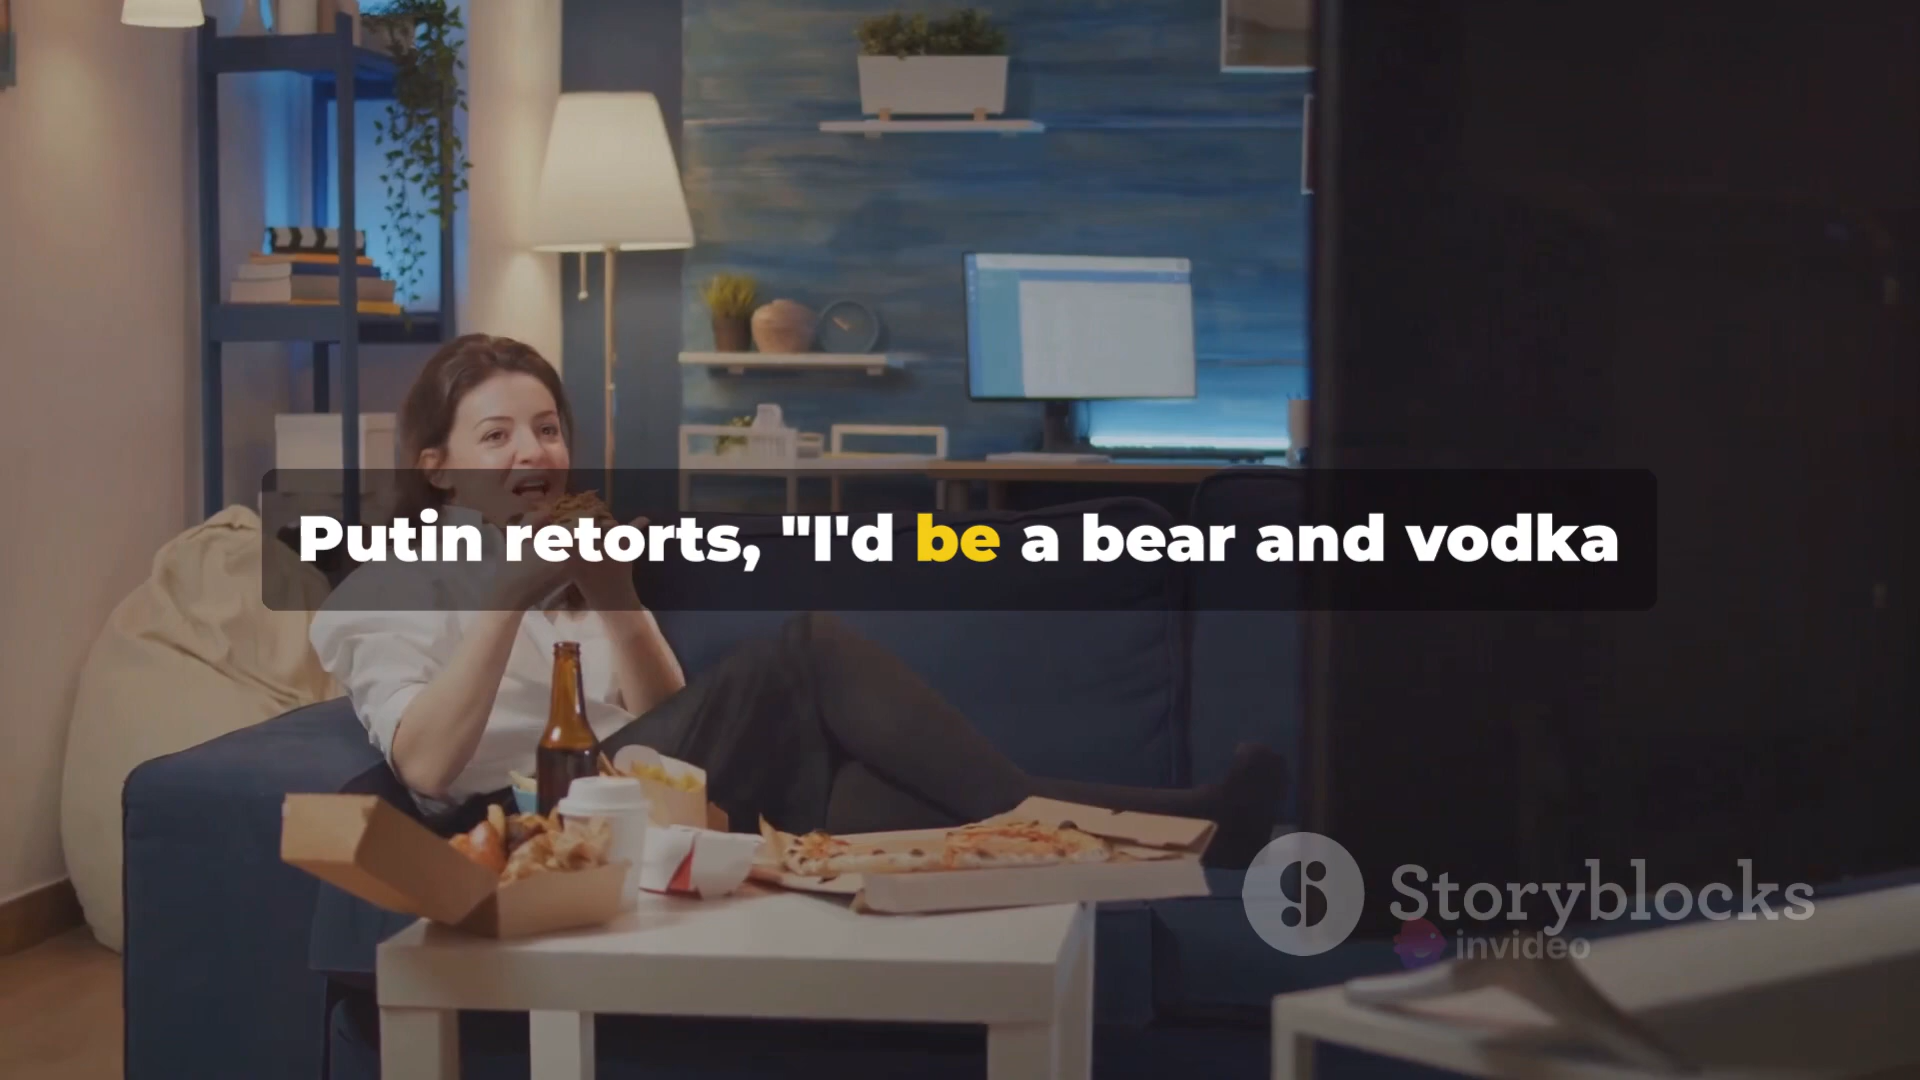 Putin retorts, "I'd be a bear and vodka
Storyblocks
invideo